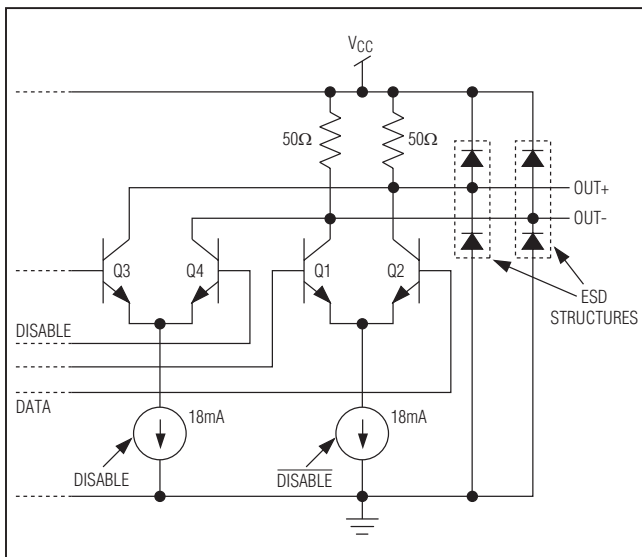 VCC
50Ω 50Ω
OUT+
OUT-
Q3 Q4 Q1 Q2
ESD
STRUCTURES
DISABLE
DATA
18mA 18mA
DISABLE DISABLE